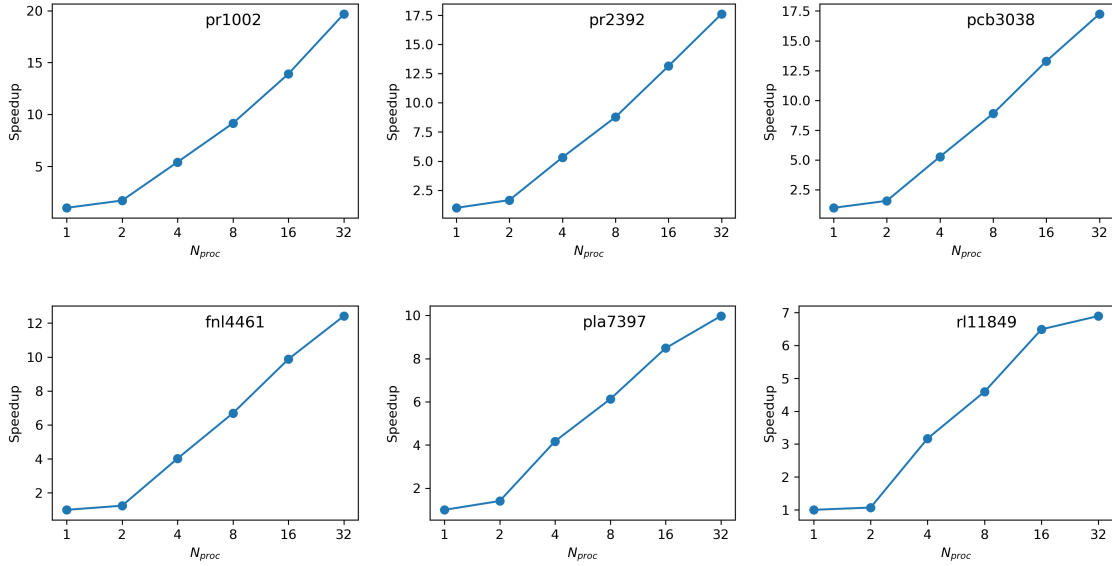 pr1002
Speedup
20
15
10
5
1 2 4 8 16 32
N_proc
pr2392
Speedup
17.5
15.0
12.5
10.0
7.5
5.0
2.5
1 2 4 8 16 32
N_proc
pcb3038
Speedup
17.5
15.0
12.5
10.0
7.5
5.0
2.5
1 2 4 8 16 32
N_proc
fnl4461
Speedup
12
10
8
6
4
2
1 2 4 8 16 32
N_proc
pla7397
Speedup
10
8
6
4
2
1 2 4 8 16 32
N_proc
rl11849
Speedup
7
6
5
4
3
2
1
1 2 4 8 16 32
N_proc